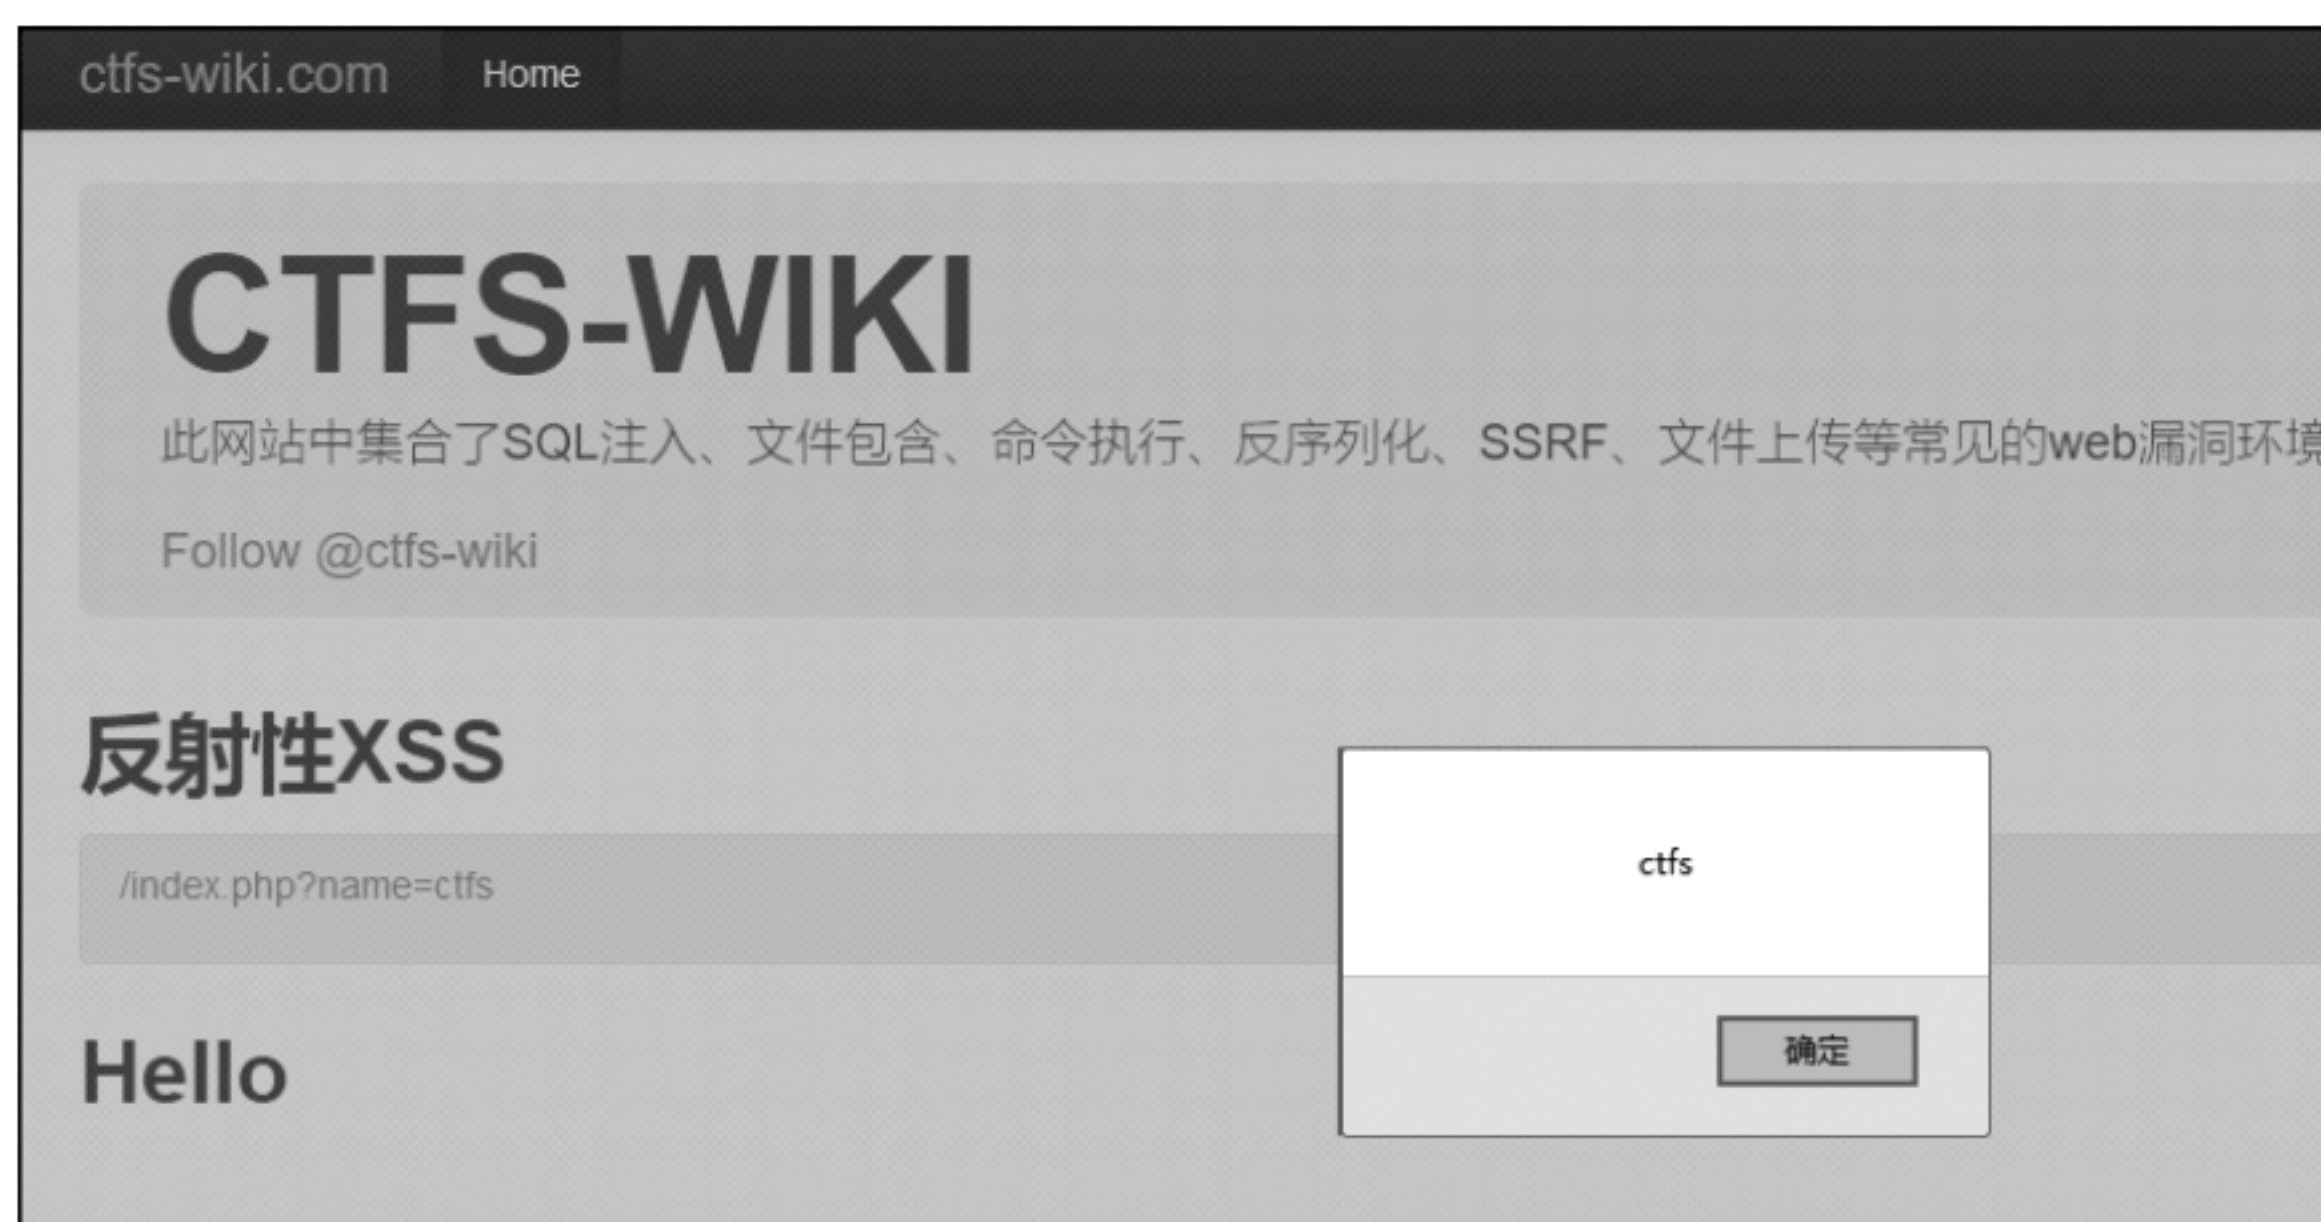 ctfs-wiki.com Home
CTFS-WIKI
此网站中集合了SQL注入、文件包含、命令执行、反序列化、SSRF、文件上传等常见的web漏洞环境
Follow @ctfs-wiki
反射性XSS
/index.php?name=ctfs
ctfs
确定
Hello